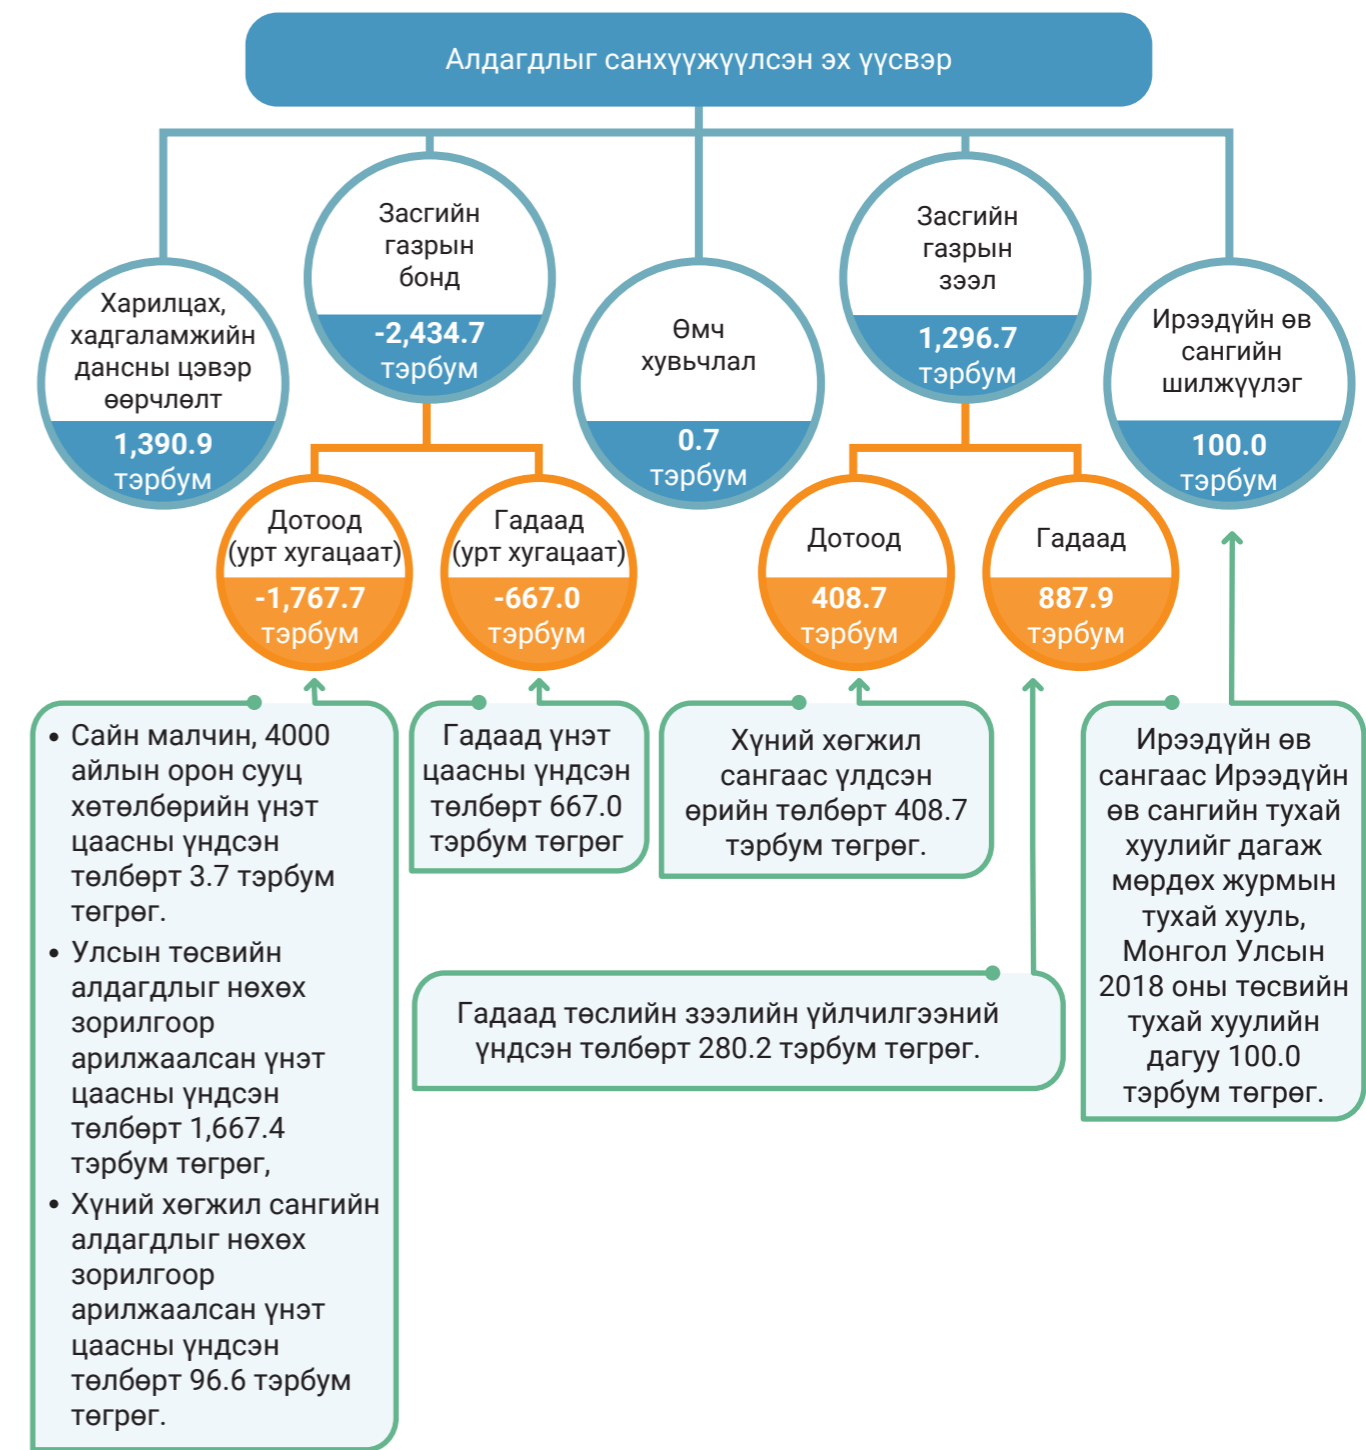 Алдагдлыг санхүүжүүлсэн эх үүсвэр
Харилцах,
хадгаламжийн
дансны цэвэр
өөрчлөлт
1,390.9
тэрбум
Засгийн
газрын
бонд
-2,434.7
тэрбум
Өмч
хувьчлал
0.7
тэрбум
Засгийн
газрын
зээл
1,296.7
тэрбум
Ирээдүйн өв
сангийн
шилжүүлэг
100.0
тэрбум
Дотоод
(урт хугацаат)
-1,767.7
тэрбум
Гадаад
(урт хугацаат)
-667.0
тэрбум
Дотоод
408.7
тэрбум
Гадаад
887.9
тэрбум
• Сайн малчин, 4000
айлын орон сууц
хөтөлбөрийн үнэт
цаасны үндсэн
төлбөрт 3.7 тэрбум
төгрөг.
• Улсын төсвийн
алдагдлыг нөхөх
зорилгоор
арилжаалсан үнэт
цаасны үндсэн
төлбөрт 1,667.4
тэрбум төгрөг,
• Хүний хөгжил сангийн
алдагдлыг нөхөх
зорилгоор
арилжаалсан үнэт
цаасны үндсэн
төлбөрт 96.6 тэрбум
төгрөг.
Гадаад үнэт
цаасны үндсэн
төлбөрт 667.0
тэрбум төгрөг
Хүний хөгжил
сангаас үлдсэн
өрийн төлбөрт 408.7
тэрбум төгрөг.
Гадаад төслийн зээлийн үйлчилгээний
үндсэн төлбөрт 280.2 тэрбум төгрөг.
Ирээдүйн өв
сангаас Ирээдүйн
өв сангийн тухай
хуулийг дагаж
мөрдөх журмын
тухай хууль,
Монгол Улсын
2018 оны төсвийн
тухай хуулийн
дагуу 100.0
тэрбум төгрөг.